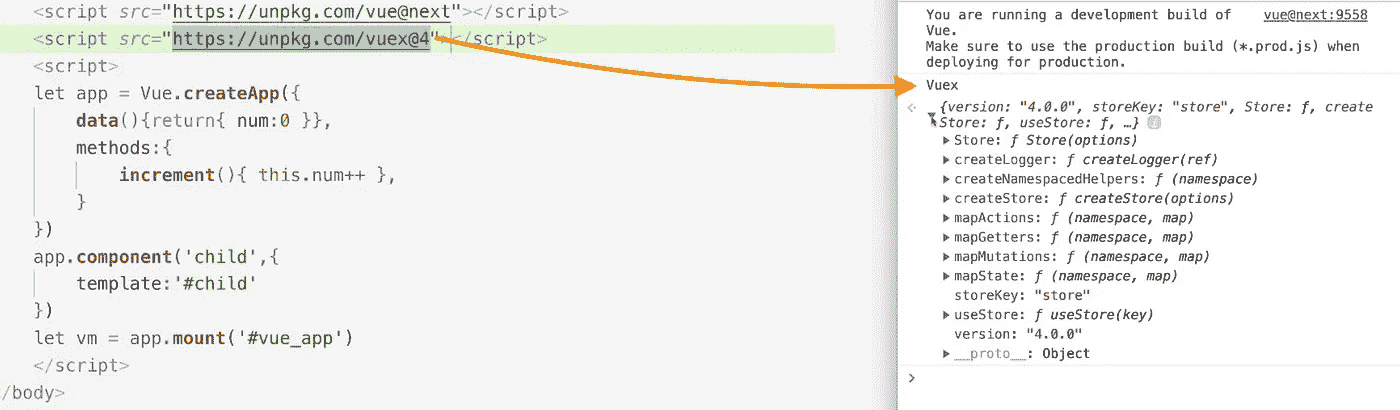 <script src="https://unpkg.com/vue@next"></script>
<script src="https://unpkg.com/vuex@4"></script>
<script>
let app = Vue.createApp({
data(){return{ num:0 }},
methods:{
increment(){ this.num++ },
}
})
app.component('child',{
template:'#child'
})
let vm = app.mount('#vue_app')
</script>
/body>
You are running a development build of vue@next:9558
Vue.
Make sure to use the production build (*.prod.js) when
deploying for production.
Vuex
{version: "4.0.0", storeKey: "store", Store: ƒ, create
Store: ƒ, useStore: ƒ, …}
Store: ƒ Store(options)
createLogger: ƒ createLogger(ref)
createNamespacedHelpers: ƒ (namespace)
createStore: ƒ createStore(options)
mapActions: ƒ (namespace, map)
mapGetters: ƒ (namespace, map)
mapMutations: ƒ (namespace, map)
mapState: ƒ (namespace, map)
storeKey: "store"
useStore: ƒ useStore(key)
version: "4.0.0"
__proto__: Object